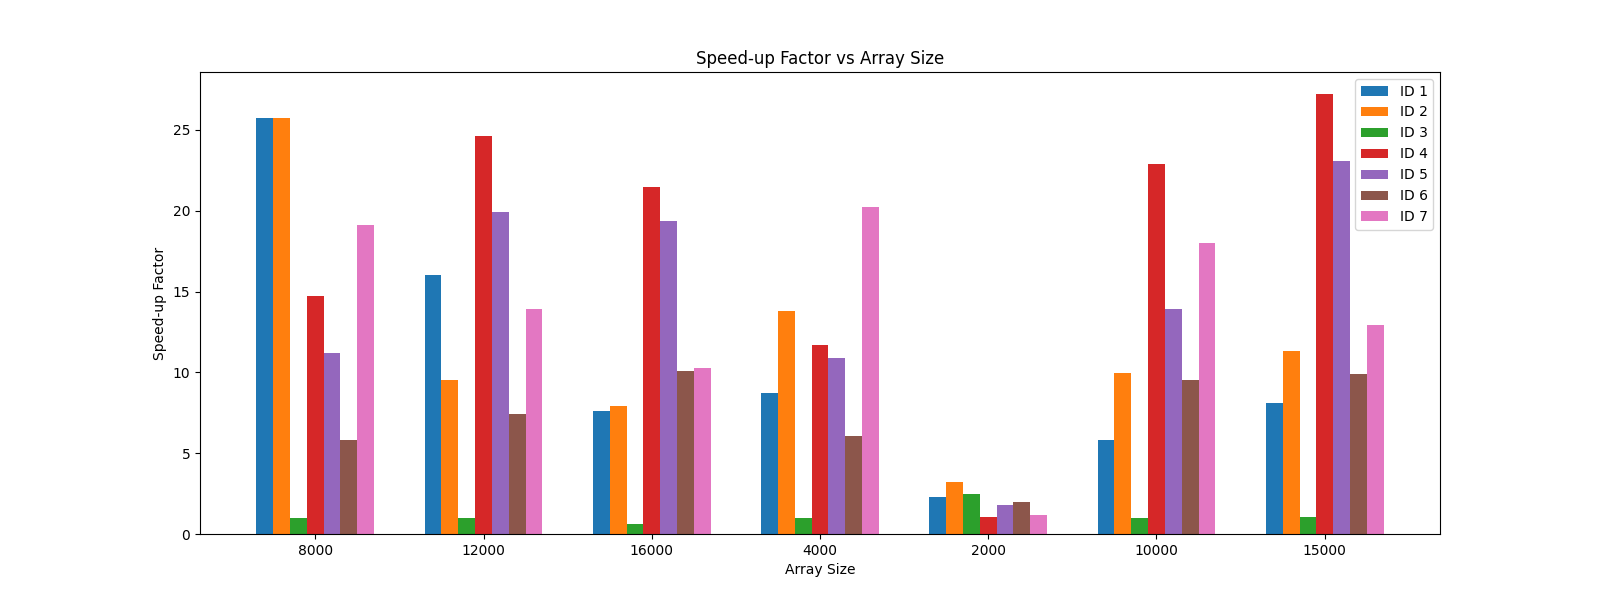 Speed-up Factor vs Array Size
ID 1
ID 2
ID 3
ID 4
ID 5
ID 6
ID 7
Speed-up Factor
25
20
15
10
5
0
8000 12000 16000 4000 2000 10000 15000
Array Size